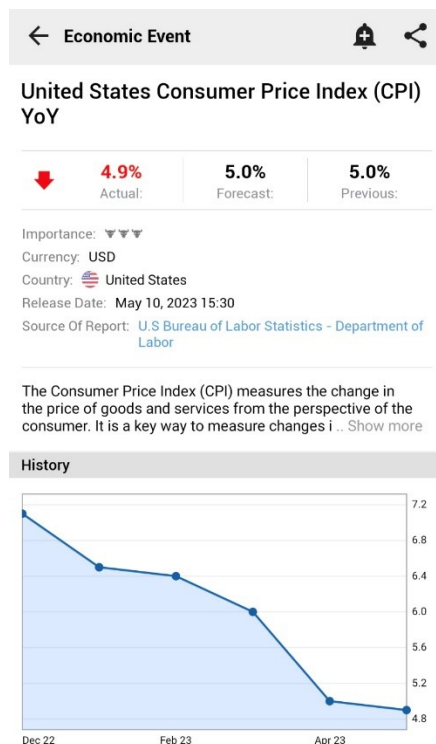 Economic Event
United States Consumer Price Index (CPI)
YoY
4.9% 5.0% 5.0%
Actual: Forecast: Previous:
Importance:
Currency: USD
Country: United States
Release Date: May 10, 2023 15:30
Source Of Report: U.S Bureau of Labor Statistics - Department of
Labor
The Consumer Price Index (CPI) measures the change in
the price of goods and services from the perspective of the
consumer. It is a key way to measure changes i .. Show more
History
7.2
6.8
6.4
6.0
5.6
5.2
4.8
Dec 22 Feb 23 Apr 23